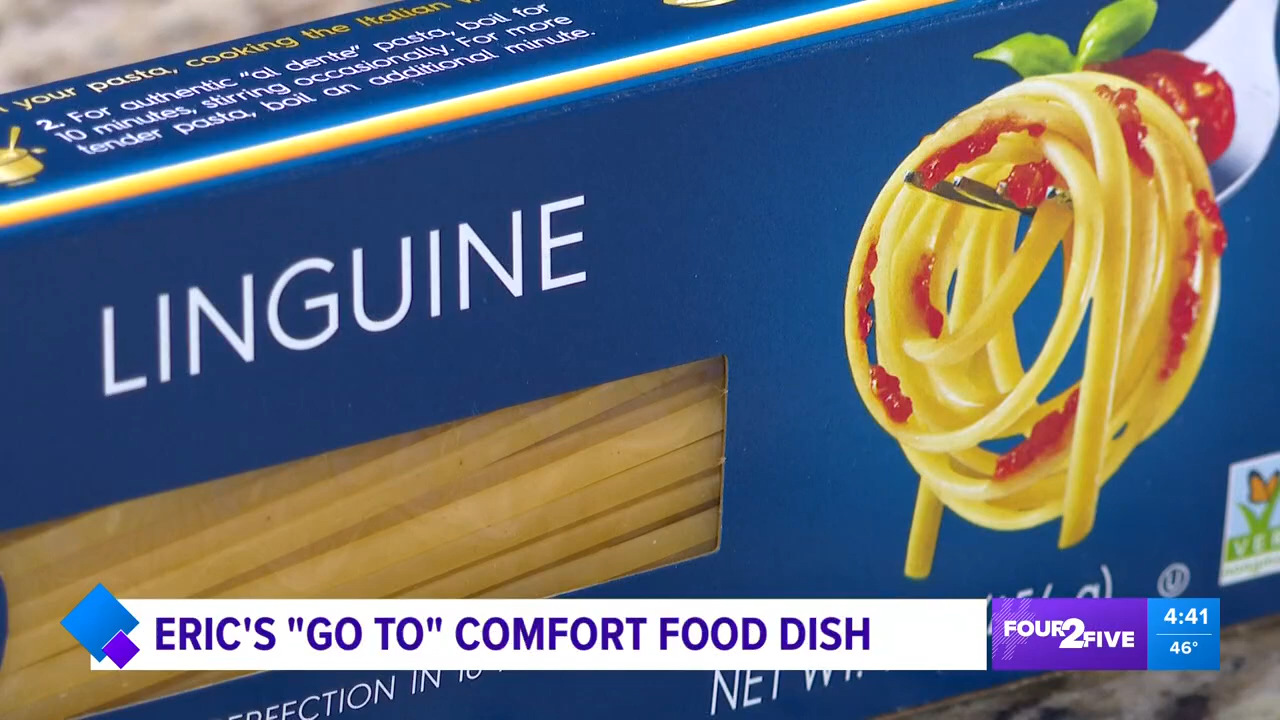 your pasta, cooking the Italian
2. For authentic "al dente" pasta, boil for
10 minutes, stirring occasionally. For more
tender pasta, boil an additional minute.
LINGUINE
ERIC'S "GO TO" COMFORT FOOD DISH
FOUR2FIVE
4:41
46°
IN
NET WT.